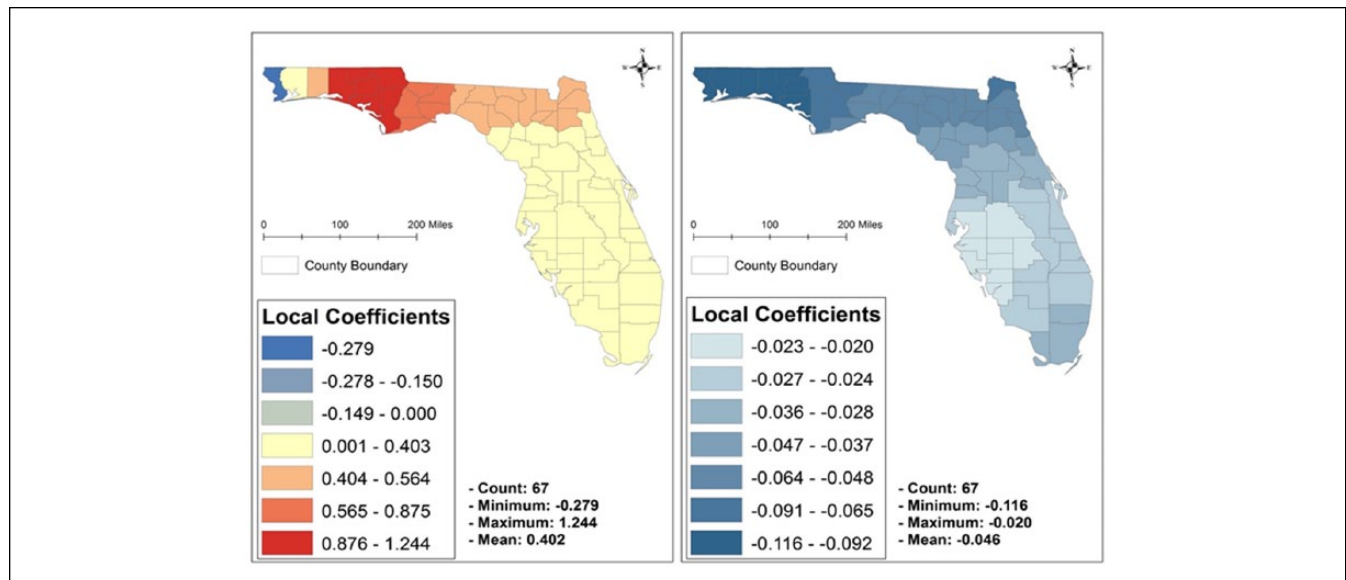 N
W E
S
0 100 200 Miles
County Boundary
Local Coefficients
-0.279
-0.278 - -0.150
-0.149 - 0.000
0.001 - 0.403
0.404 - 0.564
0.565 - 0.875
0.876 - 1.244
- Count: 67
- Minimum: -0.279
- Maximum: 1.244
- Mean: 0.402
N
W E
S
0 100 200 Miles
County Boundary
Local Coefficients
-0.023 - -0.020
-0.027 - -0.024
-0.036 - -0.028
-0.047 - -0.037
-0.064 - -0.048
-0.091 - -0.065
-0.116 - -0.092
- Count: 67
- Minimum: -0.116
- Maximum: -0.020
- Mean: -0.046